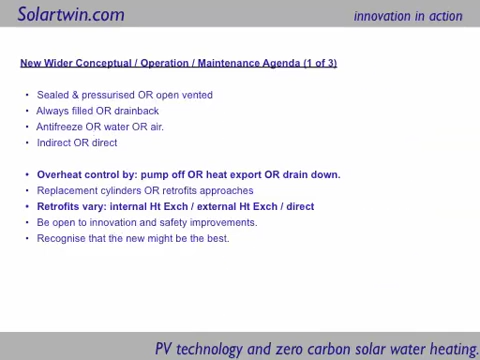 Solartwin.com
innovation in action
New Wider Conceptual / Operation / Maintenance Agenda (1 of 3)
• Sealed & pressurised OR open vented
• Always filled OR drainback
• Antifreeze OR water OR air.
• Indirect OR direct
• Overheat control by: pump off OR heat export OR drain down.
• Replacement cylinders OR retrofits approaches
• Retrofits vary: internal Ht Exch / external Ht Exch / direct
• Be open to innovation and safety improvements.
• Recognise that the new might be the best.
PV technology and zero carbon solar water heating.